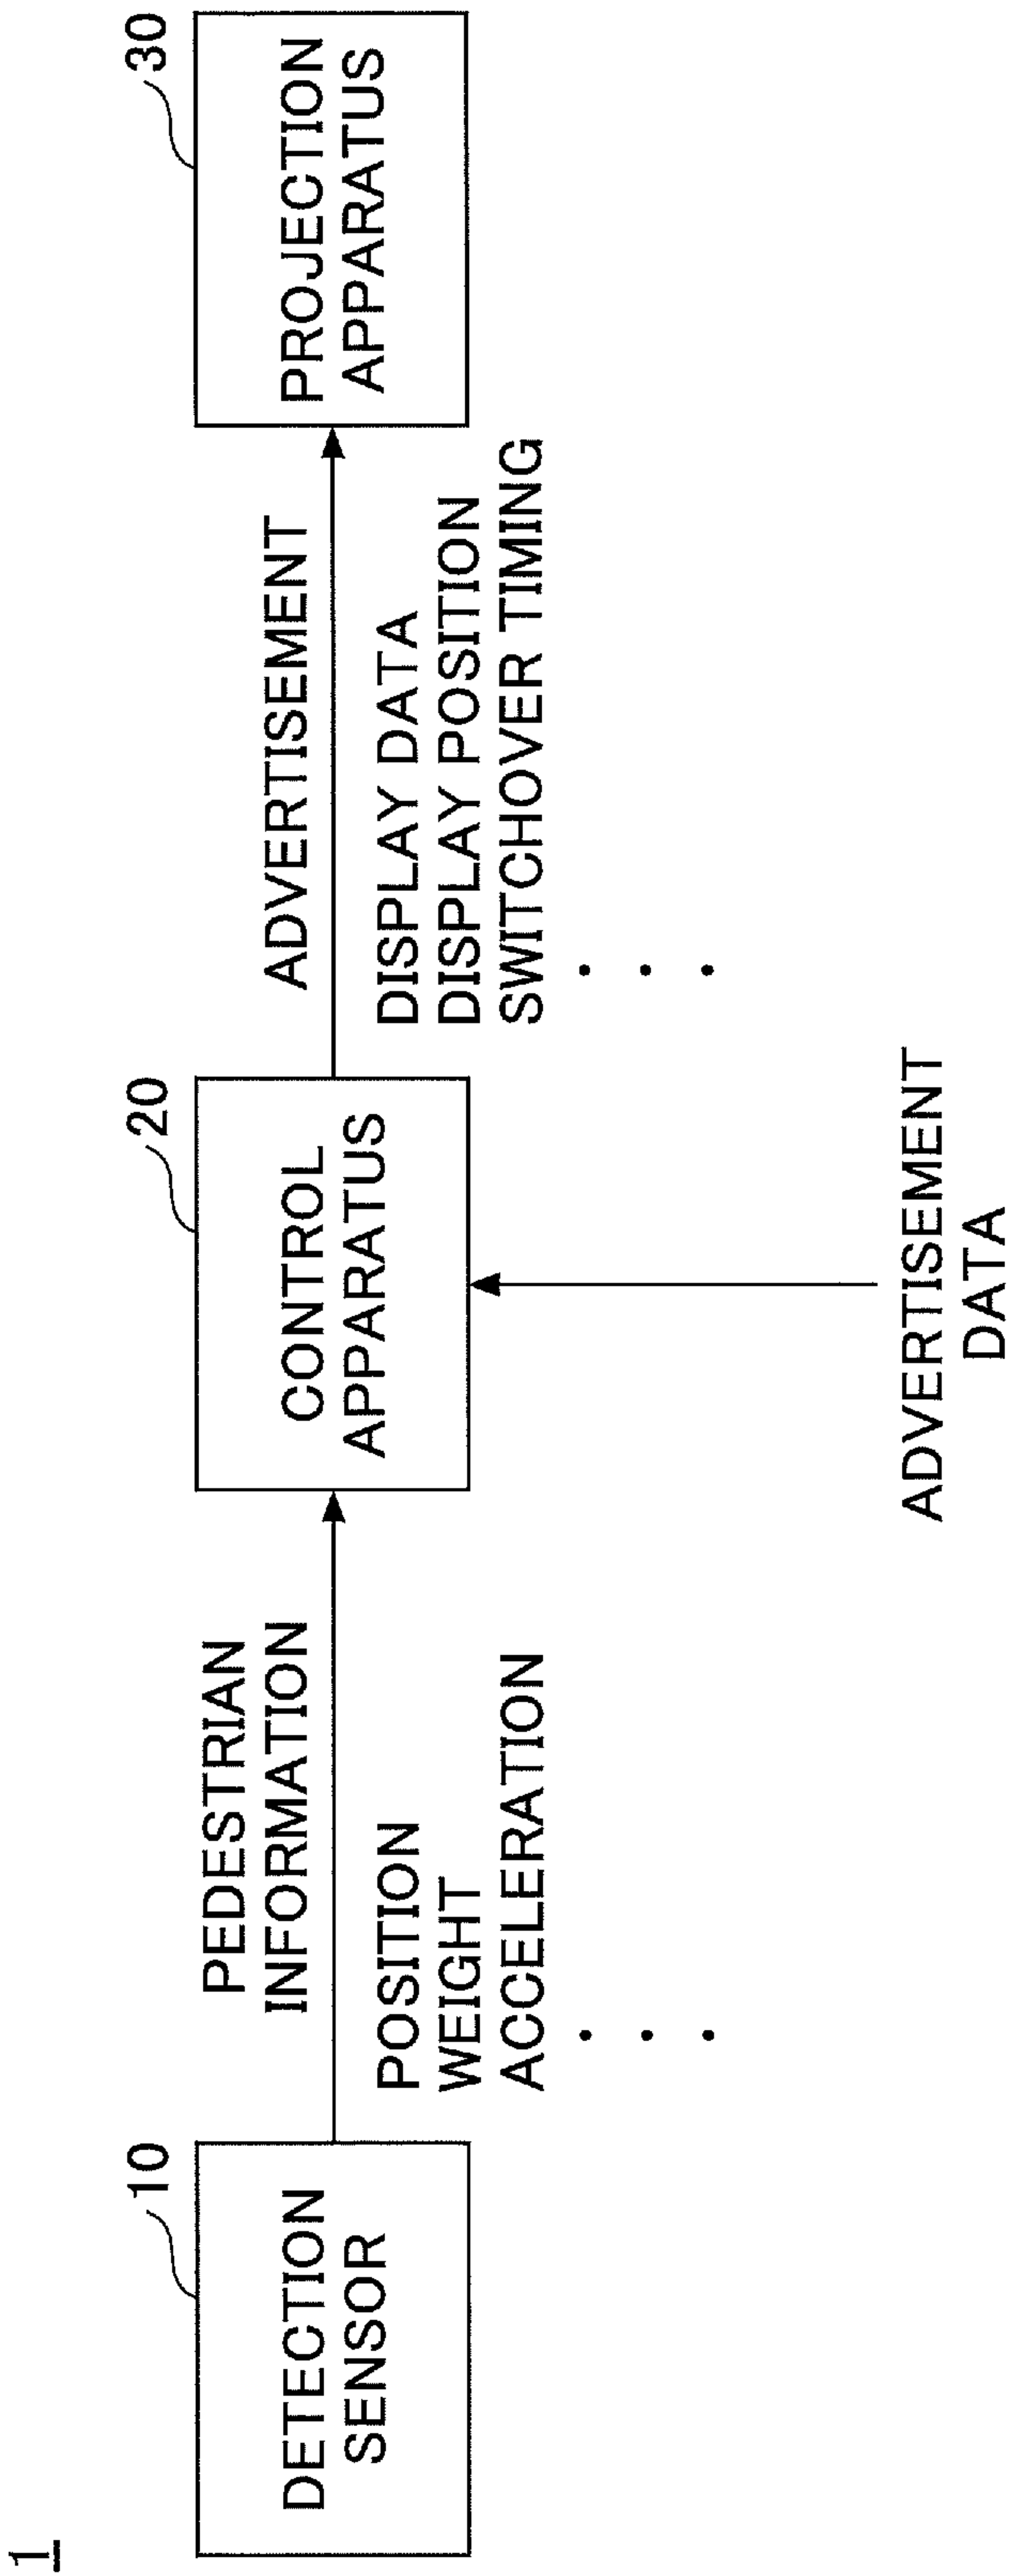 1
10
DETECTION
SENSOR
PEDESTRIAN
INFORMATION
POSITION
WEIGHT
ACCELERATION
20
CONTROL
APPARATUS
ADVERTISEMENT
DATA
ADVERTISEMENT
DISPLAY DATA
DISPLAY POSITION
SWITCHOVER TIMING
30
PROJECTION
APPARATUS